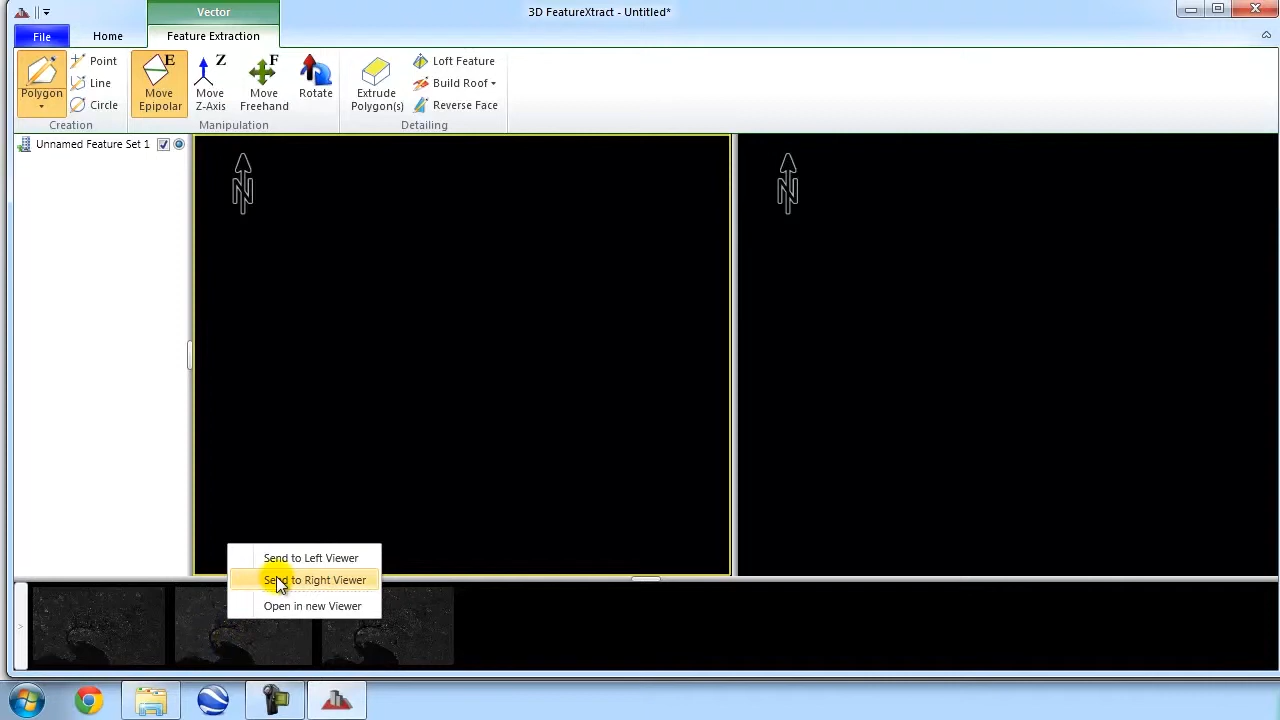 Vector
3D FeatureXtract - Untitled*
File
Home
Feature Extraction
Polygon
Point
Line
Circle
E
Move
Epipolar
Z
Move
Z-Axis
F
Move
Freehand
Rotate
Extrude
Polygon(s)
Loft Feature
Build Roof
Reverse Face
Creation
Manipulation
Detailing
Unnamed Feature Set 1
N
N
Send to Left Viewer
Send to Right Viewer
Open in new Viewer